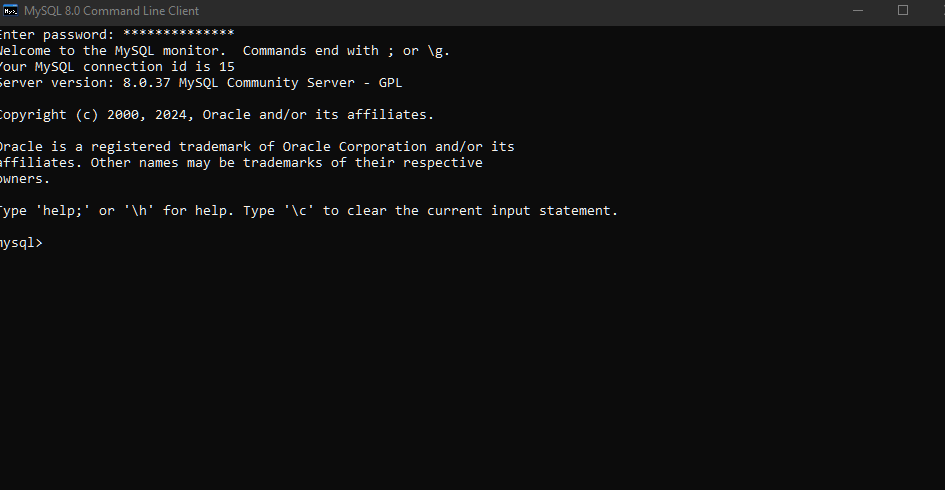 MySQL 8.0 Command Line Client
Enter password: **************
Welcome to the MySQL monitor.  Commands end with ; or \g.
Your MySQL connection id is 15
Server version: 8.0.37 MySQL Community Server - GPL
Copyright (c) 2000, 2024, Oracle and/or its affiliates.
Oracle is a registered trademark of Oracle Corporation and/or its
affiliates. Other names may be trademarks of their respective
owners.
Type 'help;' or '\h' for help. Type '\c' to clear the current input statement.
mysql>